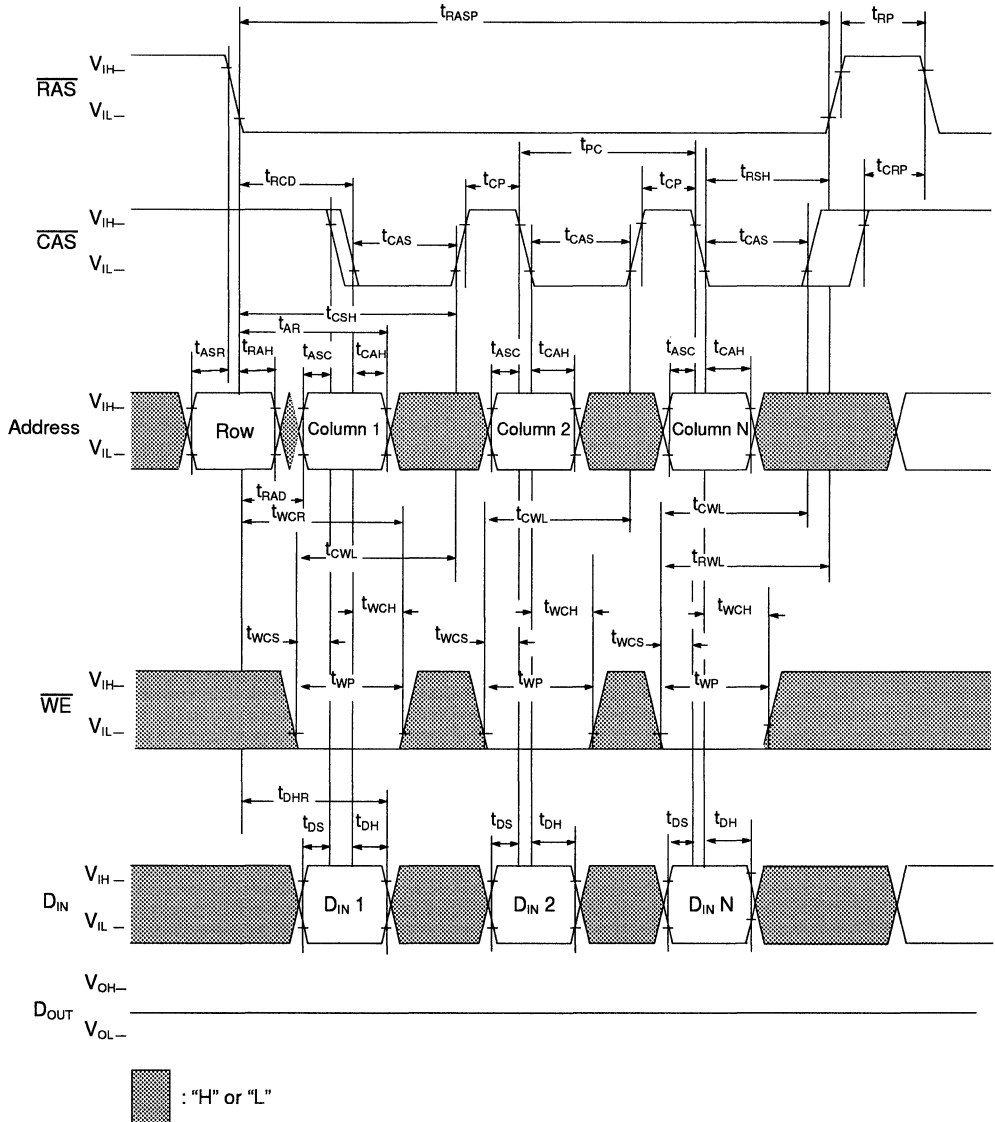 tRASP tRP
VIH
RAS
VIL
tPC
tRCD tCP tCP tRSH tCRP
VIH
CAS tCAS tCAS tCAS
VIL
tCSH
tAR
tASR tRAH tASC tCAH tASC tCAH tASC tCAH
VIH
Address Row Column 1 Column 2 Column N
VIL
tRAD
tWCR tCWL tCWL
tCWL tRWL
tWCH tWCH tWCH
tWCS tWCS tWCS
VIH tWP tWP tWP
WE
VIL
tDHR
tDS tDH tDS tDH tDS tDH
VIH
DIN DIN 1 DIN 2 DIN N
VIL
VOH
DOUT
VOL
: “H” or “L”